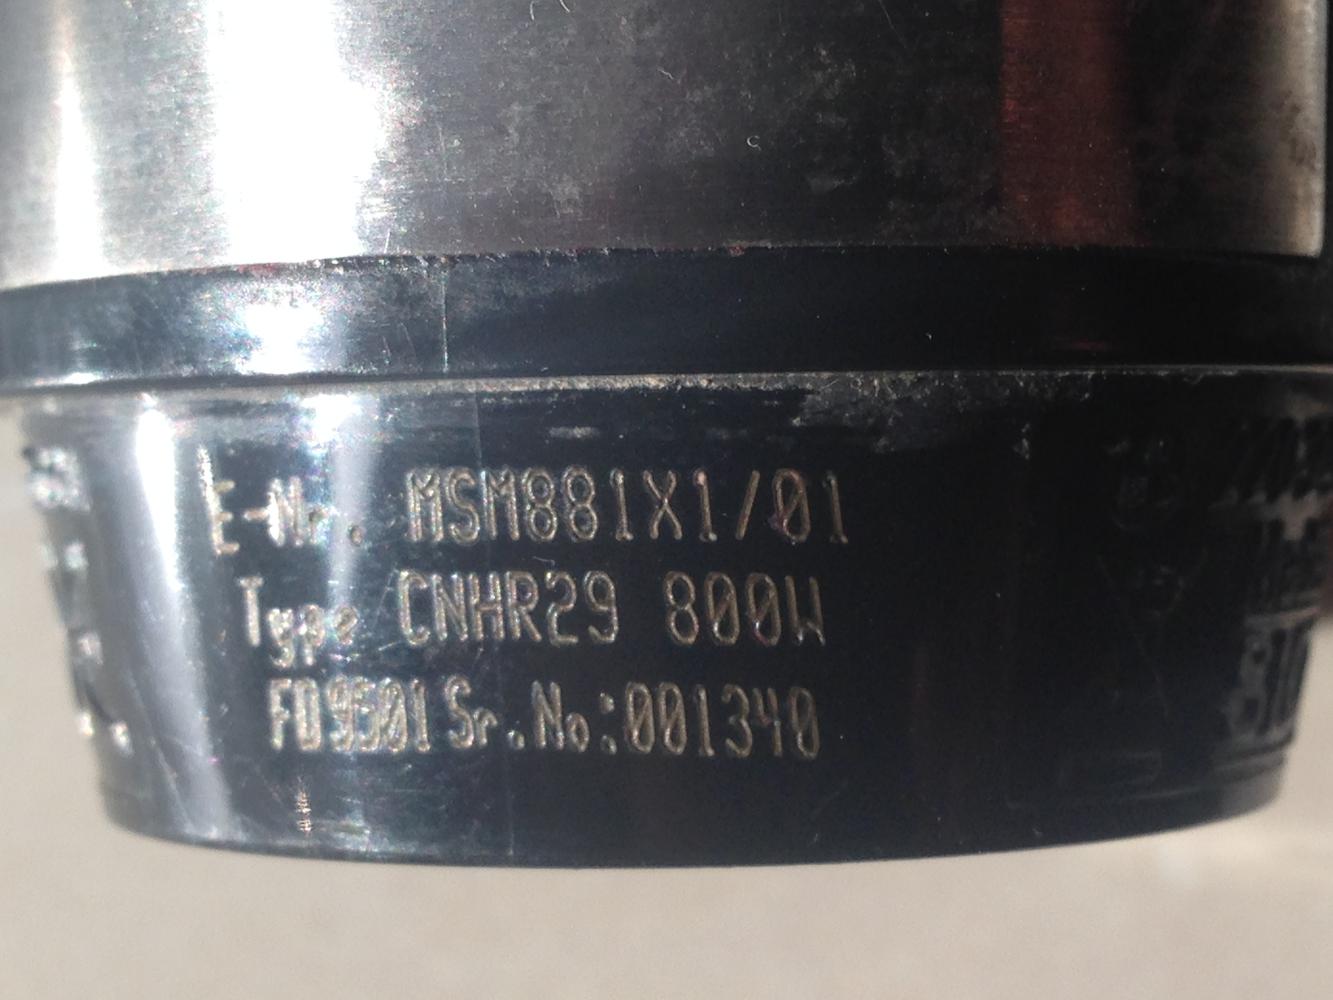 E-Nr. MSM881X1/01
Type CNHR29 800W
FD9501 Sr.No.:001340